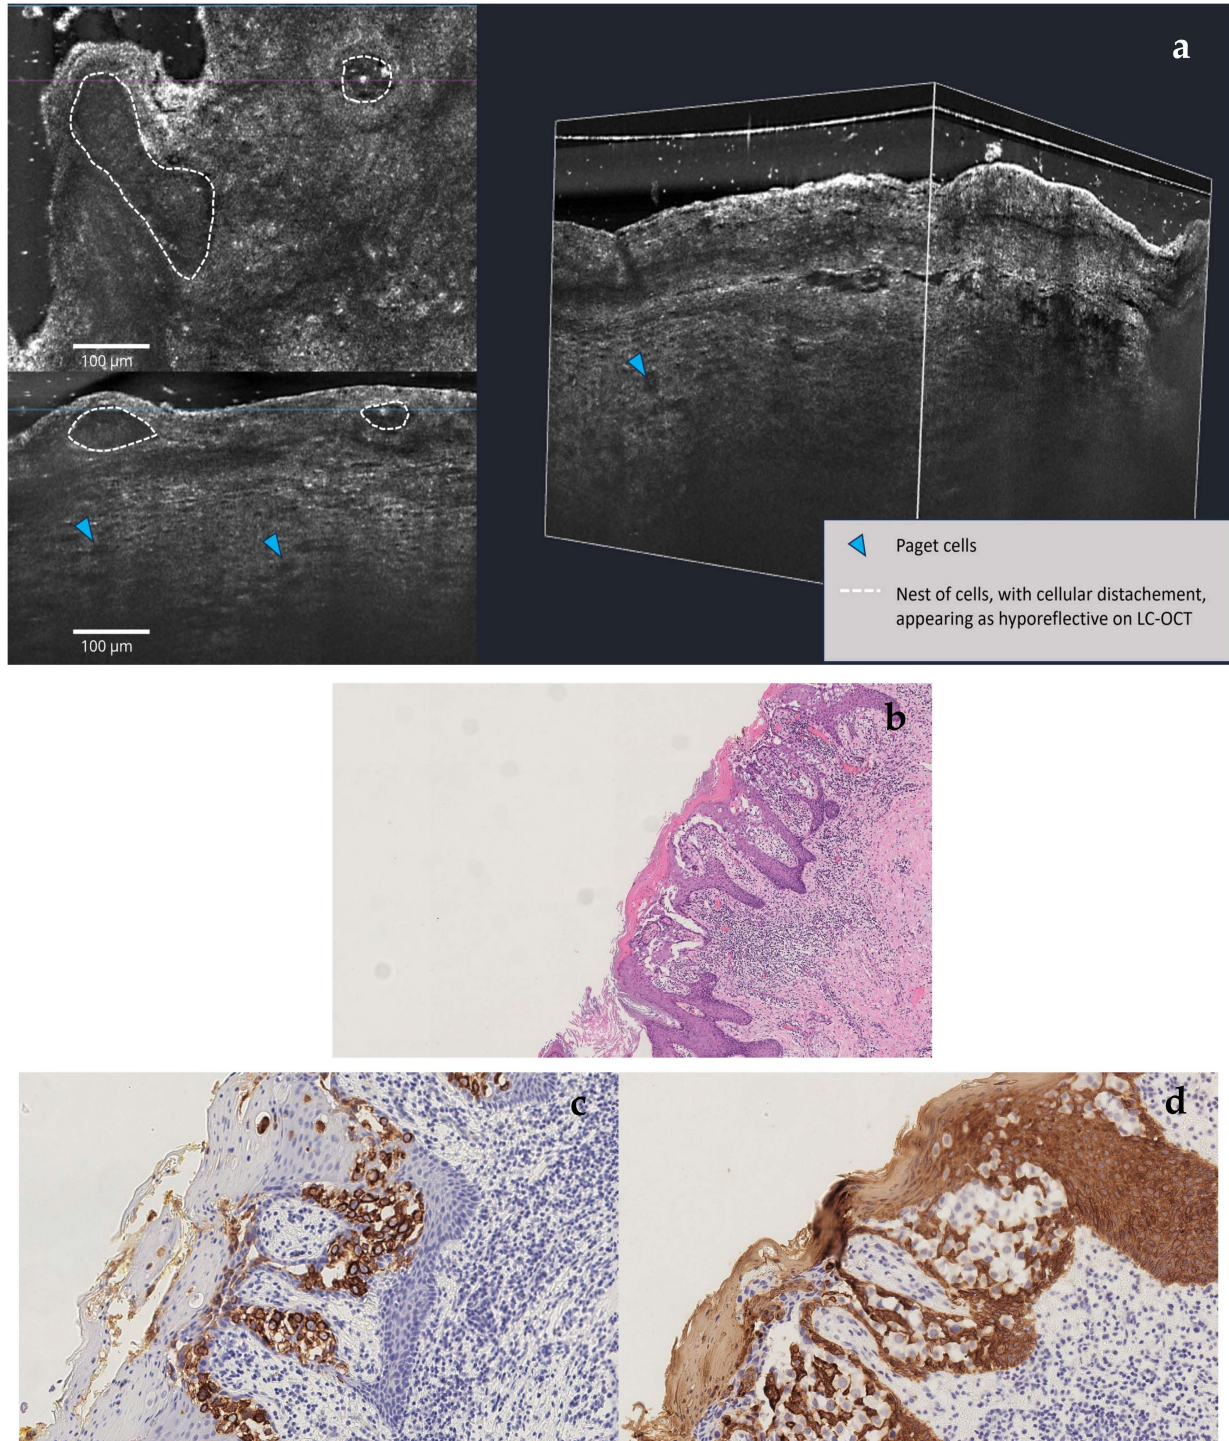 a
100 µm
100 µm
Paget cells
Nest of cells, with cellular distachement,
appearing as hyporeflective on LC-OCT
b
c
d